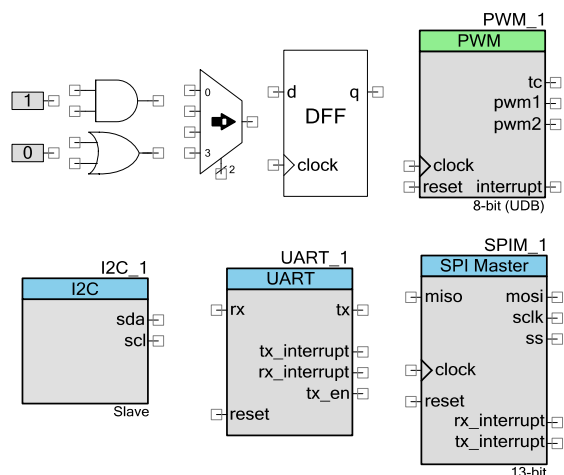 PWM_1
PWM
1
0
0
3
2
d q
DFF
clock
tc
pwm1
pwm2
clock
reset interrupt
8-bit (UDB)
I2C_1
I2C
sda
scl
Slave
UART_1
UART
rx tx
tx_interrupt
rx_interrupt
tx_en
reset
SPIM_1
SPI Master
miso mosi
sclk
ss
clock
reset
rx_interrupt
tx_interrupt
13-bit